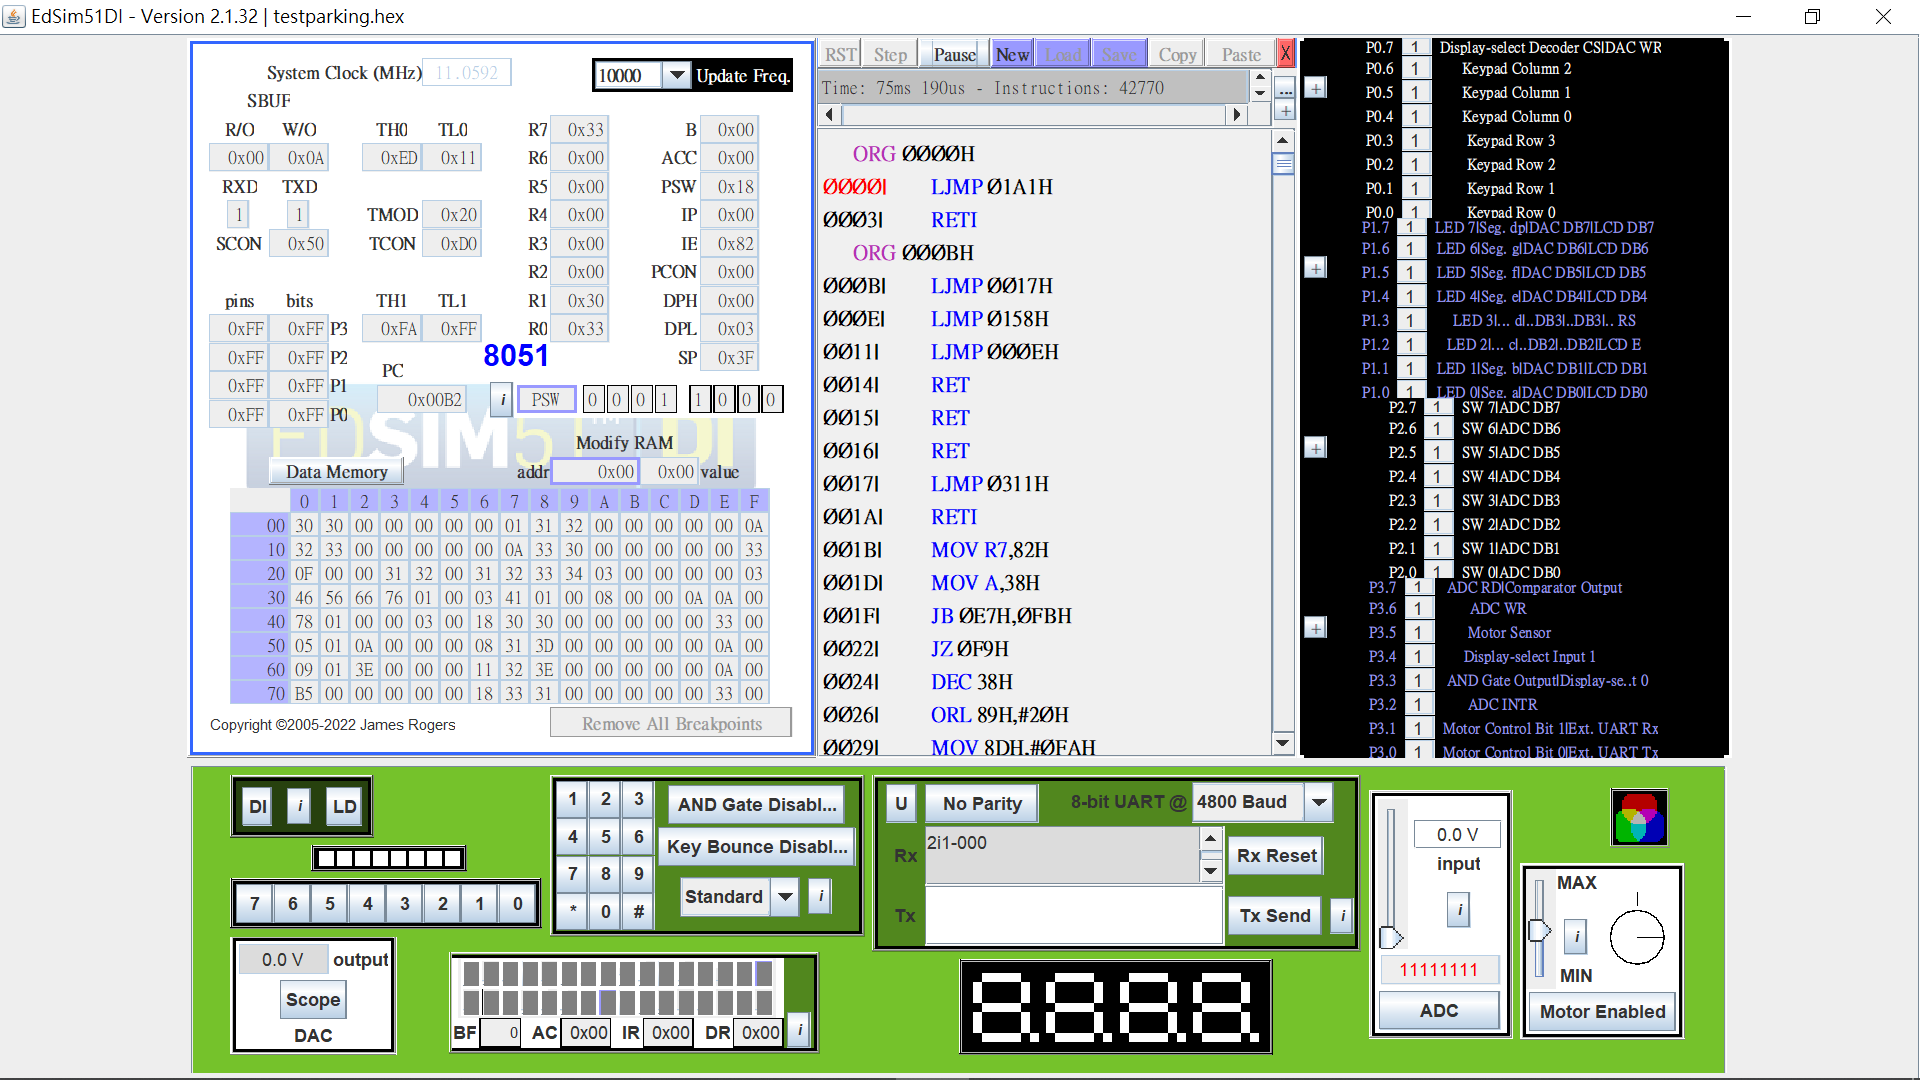 EdSim51DI - Version 2.1.32 | testparking.hex
System Clock (MHz) 11.0592
10000 Update Freq.
SBUF
R/O W/O TH0 TL0 R7 0x33 B 0x00
0x00 0x0A 0xED 0x11 R6 0x00 ACC 0x00
RXD TXD R5 0x00 PSW 0x18
1 1 TMOD 0x20 R4 0x00 IP 0x00
SCON 0x50 TCON 0xD0 R3 0x00 IE 0x82
R2 0x00 PCON 0x00
pins bits TH1 TL1 R1 0x30 DPH 0x00
0xFF 0xFF P3 0xFA 0xFF R0 0x33 DPL 0x03
0xFF 0xFF P2 8051 SP 0x3F
0xFF 0xFF P1 PC
0x00B2 i PSW 0 0 0 1 1 0 0 0
0xFF 0xFF P0
Modify RAM
Data Memory addr 0x00 0x00 value
0 1 2 3 4 5 6 7 8 9 A B C D E F
00 30 30 00 00 00 00 00 01 31 32 00 00 00 00 00 0A
10 32 33 00 00 00 00 00 0A 33 30 00 00 00 00 00 33
20 0F 00 00 31 32 00 31 32 33 34 03 00 00 00 00 03
30 46 56 66 76 01 00 03 41 01 00 08 00 00 0A 0A 00
40 78 01 00 00 03 00 18 30 30 00 00 00 00 00 33 00
50 05 01 0A 00 00 00 08 31 3D 00 00 00 00 00 0A 00
60 09 01 3E 00 00 00 11 32 3E 00 00 00 00 00 0A 00
70 B5 00 00 00 00 00 18 33 31 00 00 00 00 00 33 00
Copyright ©2005-2022 James Rogers
Remove All Breakpoints
RST Step Pause New Load Save Copy Paste X
Time: 75ms 190us - Instructions: 42770
...
+
ORG 0000H
0000| LJMP 01A1H
0003| RETI
ORG 000BH
000B| LJMP 0017H
000E| LJMP 0158H
0011| LJMP 000EH
0014| RET
0015| RET
0016| RET
0017| LJMP 0311H
001A| RETI
001B| MOV R7,82H
001D| MOV A,38H
001F| JB 0E7H,0FBH
0022| JZ 0F9H
0024| DEC 38H
0026| ORL 89H,#20H
0029| MOV 8DH,#0FAH
P0.7 1 Display-select Decoder CS|DAC WR
P0.6 1 Keypad Column 2
+ P0.5 1 Keypad Column 1
P0.4 1 Keypad Column 0
P0.3 1 Keypad Row 3
P0.2 1 Keypad Row 2
P0.1 1 Keypad Row 1
P0.0 1 Keypad Row 0
P1.7 1 LED 7|Seg. dp|DAC DB7|LCD DB7
P1.6 1 LED 6|Seg. g|DAC DB6|LCD DB6
+ P1.5 1 LED 5|Seg. f|DAC DB5|LCD DB5
P1.4 1 LED 4|Seg. e|DAC DB4|LCD DB4
P1.3 1 LED 3|... d|..DB3|..DB3|.. RS
P1.2 1 LED 2|... c|..DB2|..DB2|LCD E
P1.1 1 LED 1|Seg. b|DAC DB1|LCD DB1
P1.0 1 LED 0|Seg. a|DAC DB0|LCD DB0
P2.7 1 SW 7|ADC DB7
P2.6 1 SW 6|ADC DB6
+ P2.5 1 SW 5|ADC DB5
P2.4 1 SW 4|ADC DB4
P2.3 1 SW 3|ADC DB3
P2.2 1 SW 2|ADC DB2
P2.1 1 SW 1|ADC DB1
P2.0 1 SW 0|ADC DB0
P3.7 1 ADC RD|Comparator Output
P3.6 1 ADC WR
+ P3.5 1 Motor Sensor
P3.4 1 Display-select Input 1
P3.3 1 AND Gate Output|Display-se..t 0
P3.2 1 ADC INTR
P3.1 1 Motor Control Bit 1|Ext. UART Rx
P3.0 1 Motor Control Bit 0|Ext. UART Tx
DI i LD
7 6 5 4 3 2 1 0
0.0 V output
Scope
DAC
1 2 3
4 5 6
7 8 9
* 0 #
AND Gate Disabl...
Key Bounce Disabl...
Standard i
BF 0 AC 0x00 IR 0x00 DR 0x00 i
U No Parity 8-bit UART @ 4800 Baud
Rx 2i1-000 Rx Reset
Tx Tx Send i
8.8.8.8.
0.0 V
input
i
11111111
ADC
MAX
i
MIN
Motor Enabled